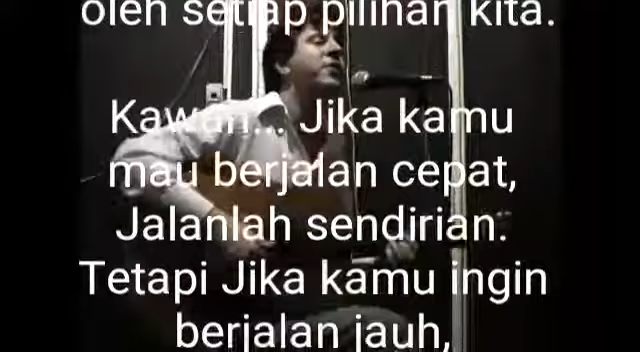 oleh setiap pilihan kita.
Kawan... Jika kamu
mau berjalan cepat,
Jalanlah sendirian.
Tetapi Jika kamu ingin
berjalan jauh,